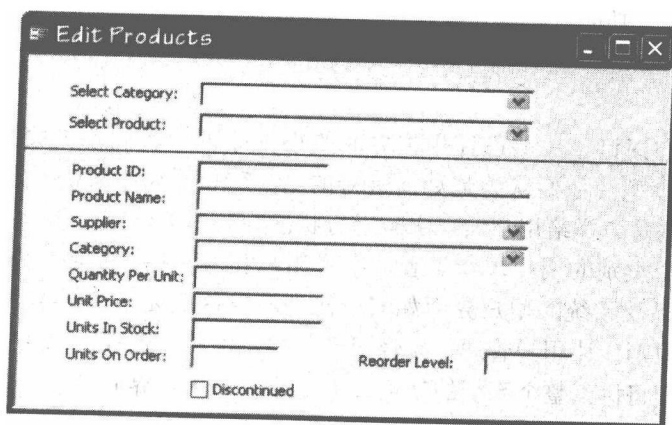 Edit Products
Select Category:
Select Product:
Product ID:
Product Name:
Supplier:
Category:
Quantity Per Unit:
Unit Price:
Units In Stock:
Units On Order:
Reorder Level:
Discontinued